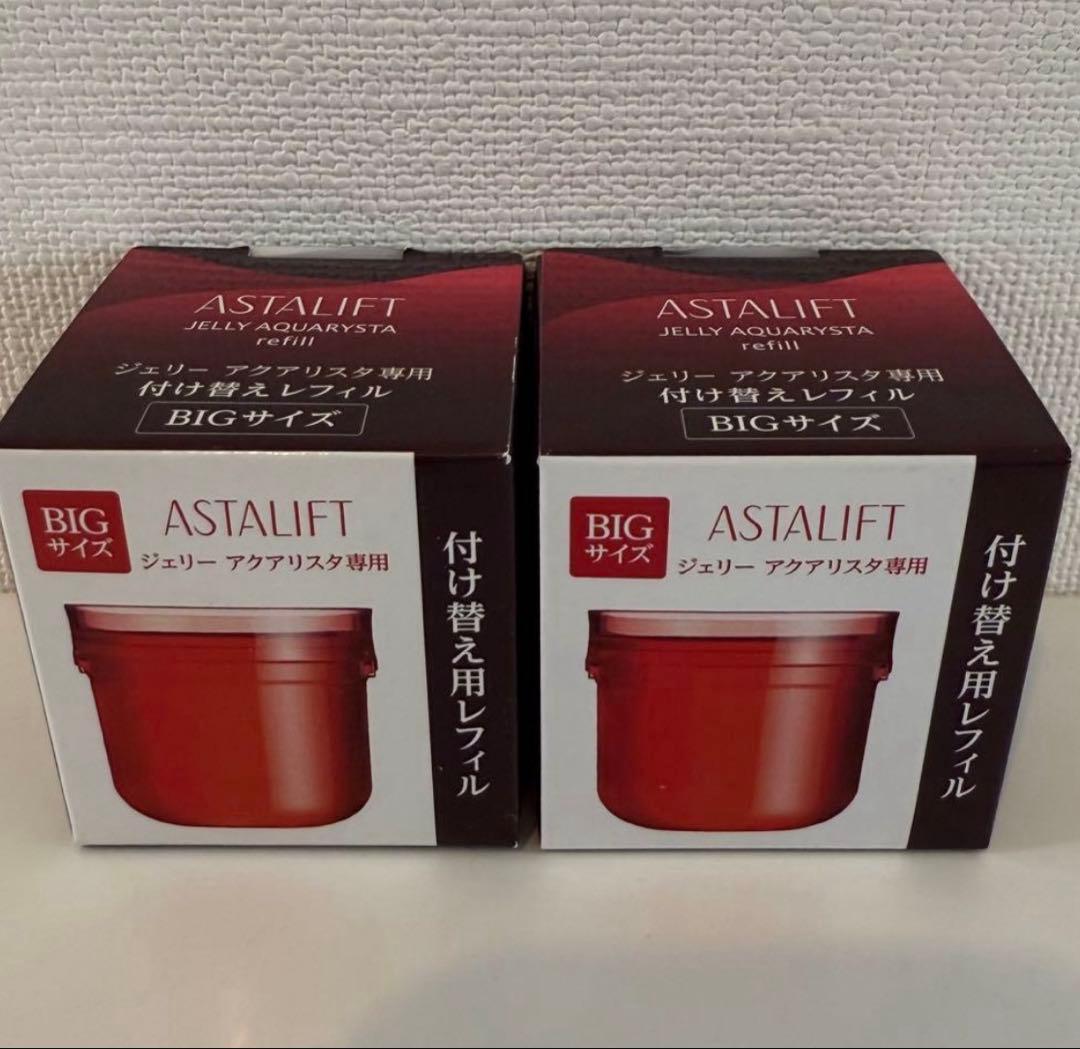 ASTALIFT
JELLY AQUARYSTA
refill
ジェリー アクアリスタ専用
付け替えレフィル
BIGサイズ
BIG
サイズ
ASTALIFT
ジェリー アクアリスタ専用
付け替え用レフィル
ASTALIFT
JELLY AQUARYSTA
refill
ジェリー アクアリスタ専用
付け替えレフィル
BIGサイズ
BIG
サイズ
ASTALIFT
ジェリー アクアリスタ専用
付け替え用レフィル